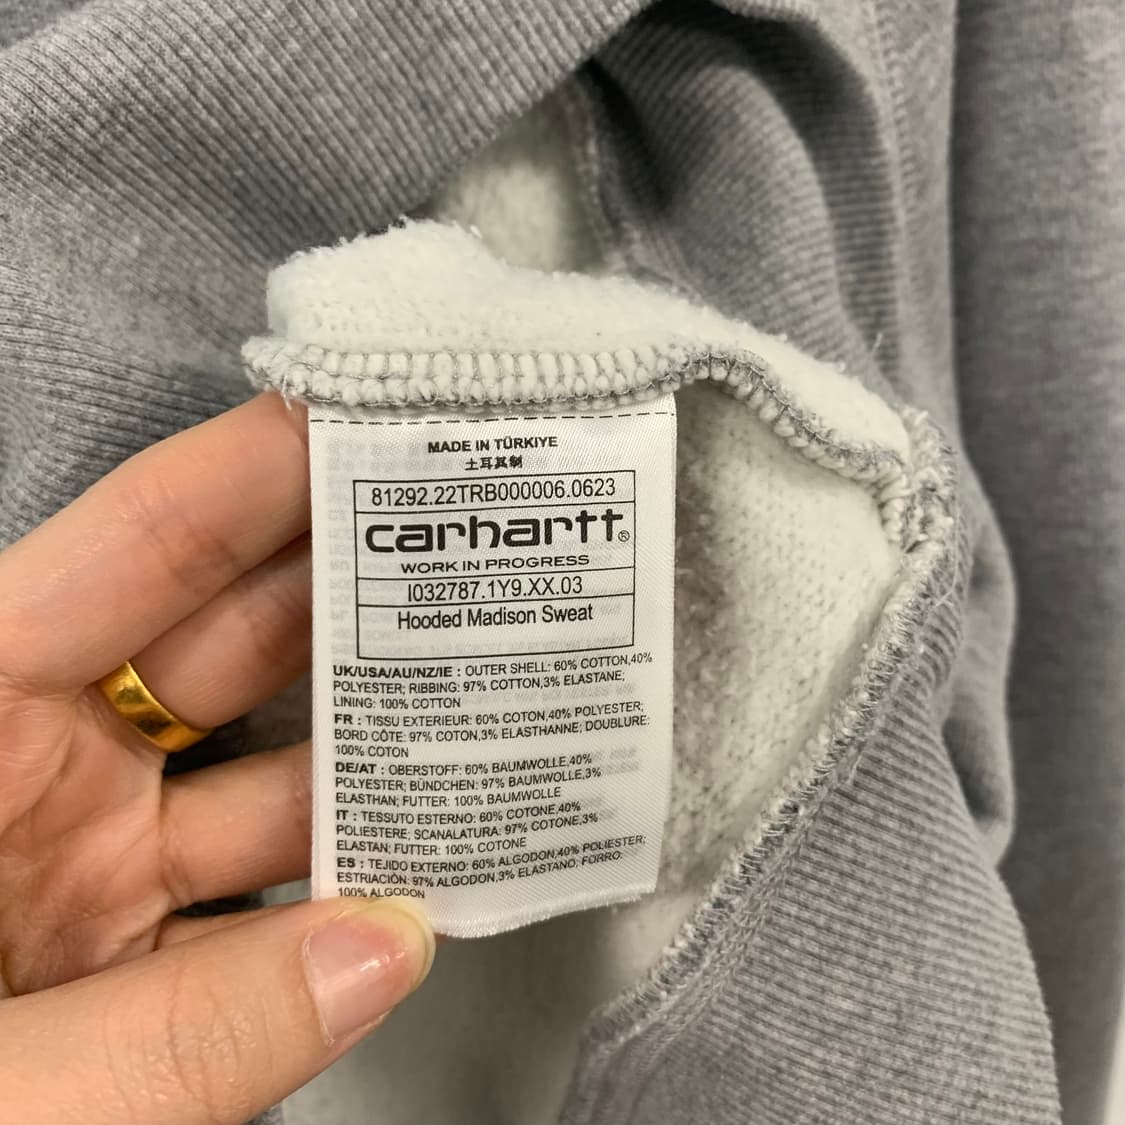 MADE IN TÜRKIYE
土耳其制
81292.22TRB000006.0623
carhartt®
WORK IN PROGRESS
I032787.1Y9.XX.03
Hooded Madison Sweat
UK/USA/AU/NZ/IE : OUTER SHELL: 60% COTTON,40%
POLYESTER; RIBBING: 97% COTTON,3% ELASTANE;
LINING: 100% COTTON
FR : TISSU EXTERIEUR: 60% COTON,40% POLYESTER;
BORD CÔTE: 97% COTON,3% ELASTHANNE; DOUBLURE:
100% COTON
DE/AT : OBERSTOFF: 60% BAUMWOLLE,40%
POLYESTER; BÜNDCHEN: 97% BAUMWOLLE,3%
ELASTHAN; FUTTER: 100% BAUMWOLLE
IT : TESSUTO ESTERNO: 60% COTONE,40%
POLIESTERE; SCANALATURA: 97% COTONE,3%
ELASTAN; FUTTER: 100% COTONE
ES : TEJIDO EXTERNO: 60% ALGODON,40% POLIESTER;
ESTRIACIÓN: 97% ALGODON,3% ELASTANO; FORRO:
100% ALGODON